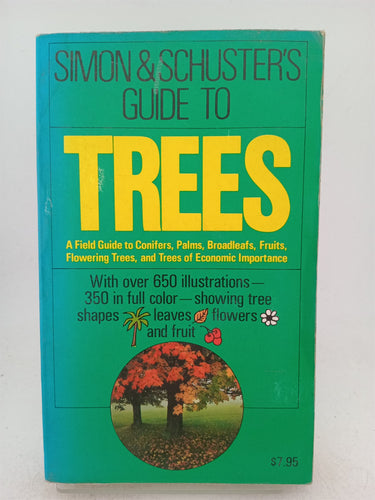 SIMON & SCHUSTER'S
GUIDE TO
TREES
A Field Guide to Conifers, Palms, Broadleafs, Fruits,
Flowering Trees, and Trees of Economic Importance
With over 650 illustrations—
350 in full color—showing tree
shapes leaves flowers
and fruit
$7.95